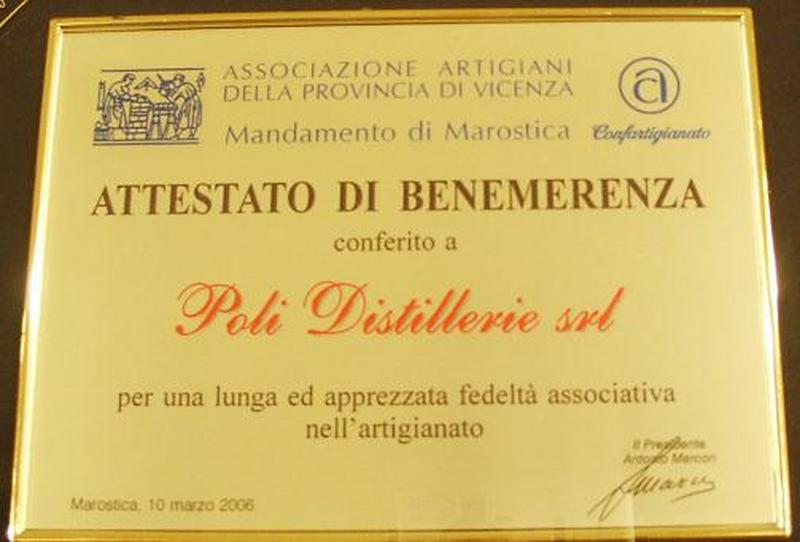 ASSOCIAZIONE ARTIGIANI
DELLA PROVINCIA DI VICENZA
Mandamento di Marostica
a
Confartigianato
ATTESTATO DI BENEMERENZA
conferito a
Poli Distillerie srl
per una lunga ed apprezzata fedeltà associativa
nell'artigianato
Il Presidente
Antonio Marcon
Marostica, 10 marzo 2006